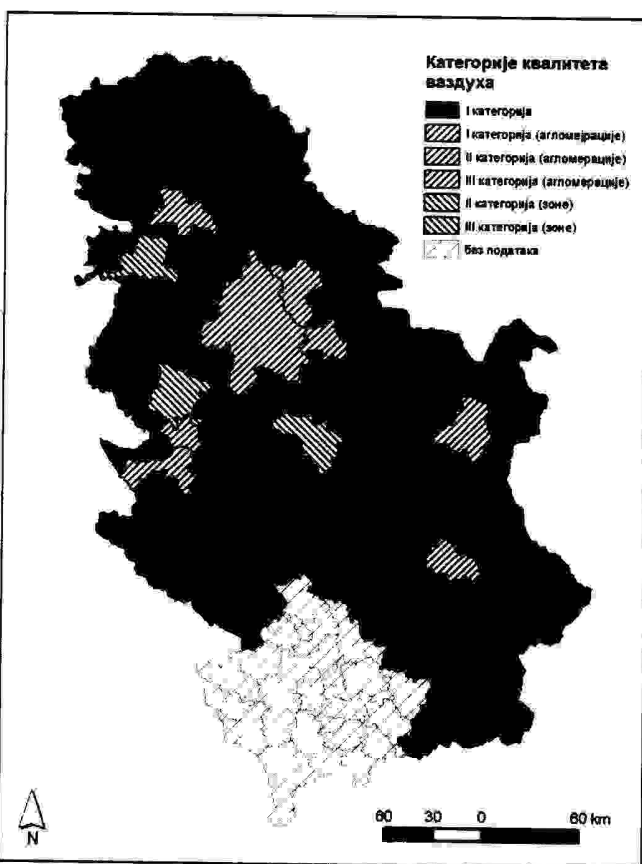 Категорије квалитета
ваздуха
I категорија
I категорија (агломерације)
II категорија (агломерације)
III категорија (агломерације)
II категорија (зоне)
III категорија (зоне)
без података
N
60 30 0 60 km